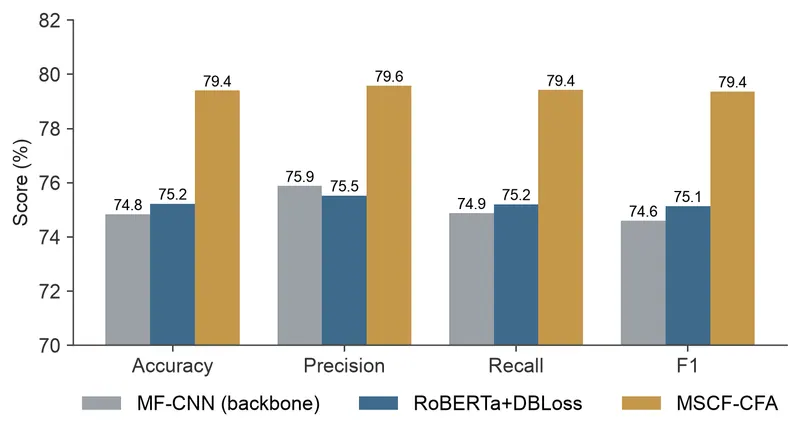 Score (%)
82
80
78
76
74
72
70
74.8 75.2 79.4
75.9 75.5 79.6
74.9 75.2 79.4
74.6 75.1 79.4
Accuracy Precision Recall F1
MF-CNN (backbone) RoBERTa+DBLoss MSCF-CFA